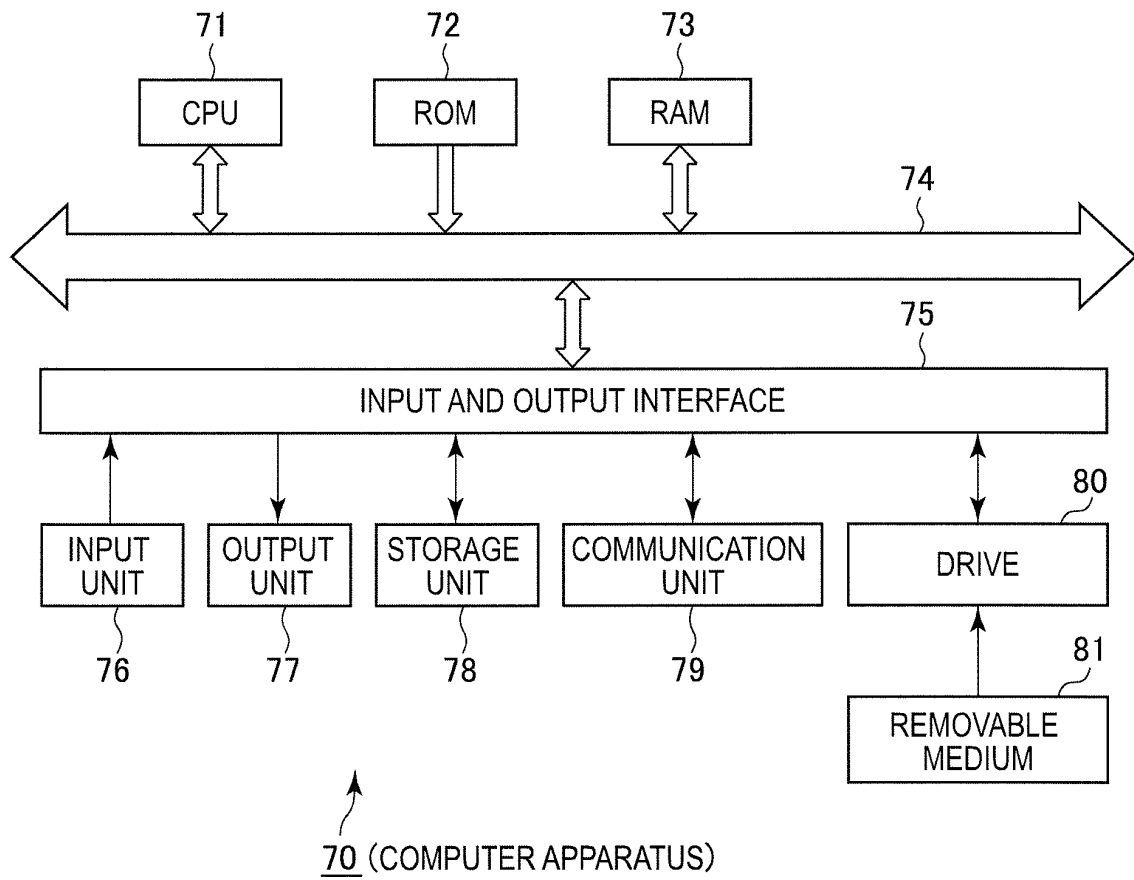 71
72
73
CPU
ROM
RAM
74
75
INPUT AND OUTPUT INTERFACE
80
INPUT
UNIT
OUTPUT
UNIT
STORAGE
UNIT
COMMUNICATION
UNIT
DRIVE
76
77
78
79
81
REMOVABLE
MEDIUM
70 (COMPUTER APPARATUS)